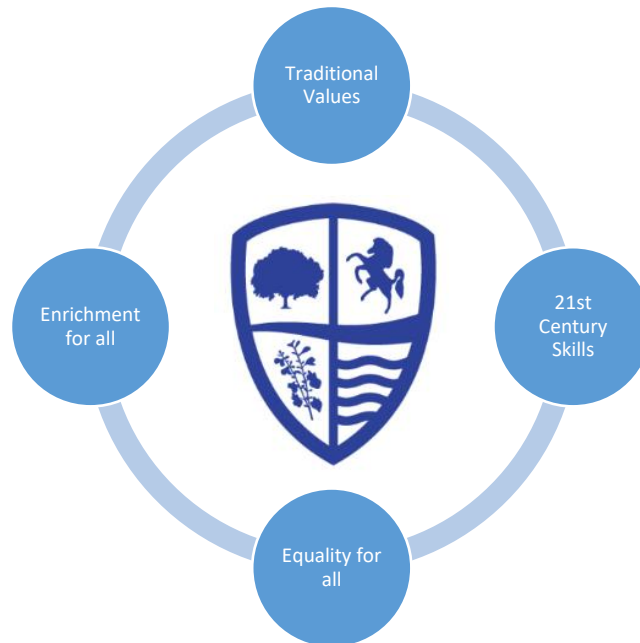 Traditional
Values
Enrichment
for all
21st
Century
Skills
Equality for
all